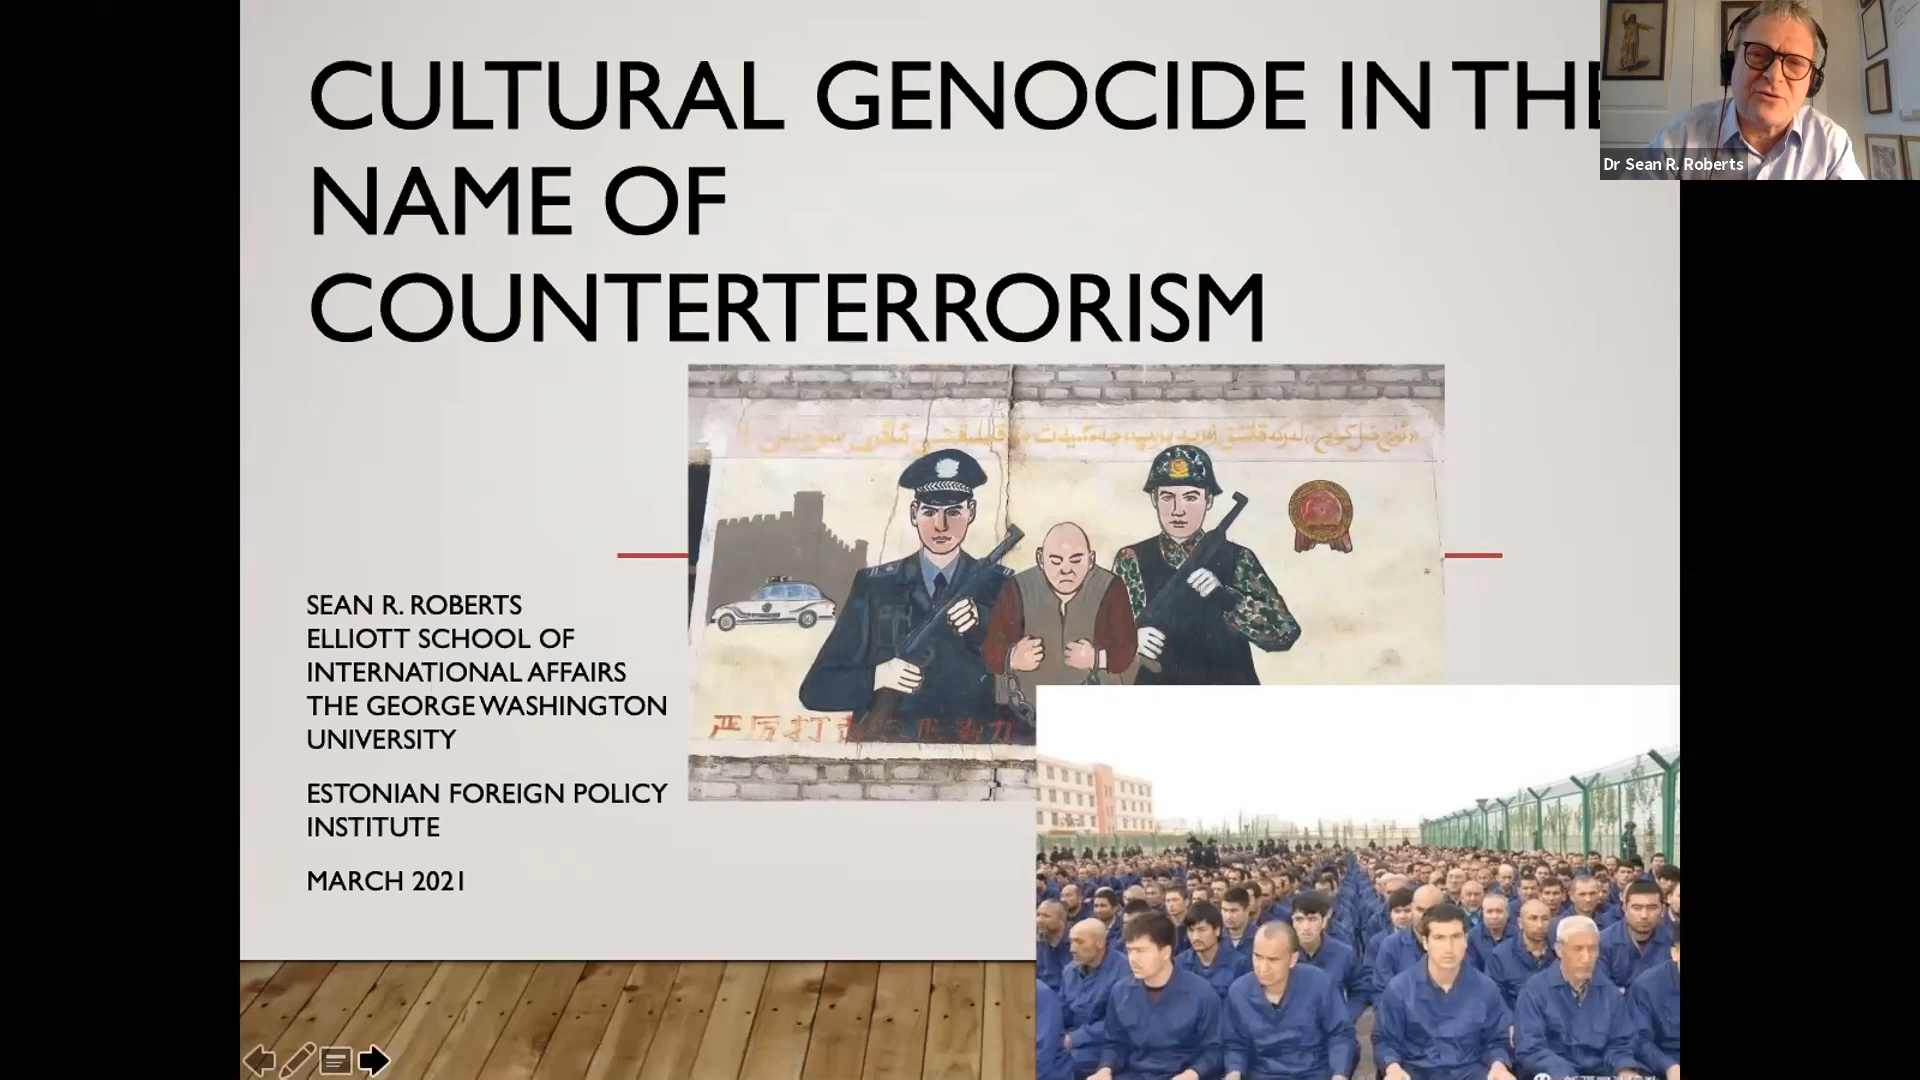 CULTURAL GENOCIDE IN THE
NAME OF
COUNTERTERRORISM
Dr Sean R. Roberts
SEAN R. ROBERTS
ELLIOTT SCHOOL OF
INTERNATIONAL AFFAIRS
THE GEORGE WASHINGTON
UNIVERSITY
ESTONIAN FOREIGN POLICY
INSTITUTE
MARCH 2021
严厉打击